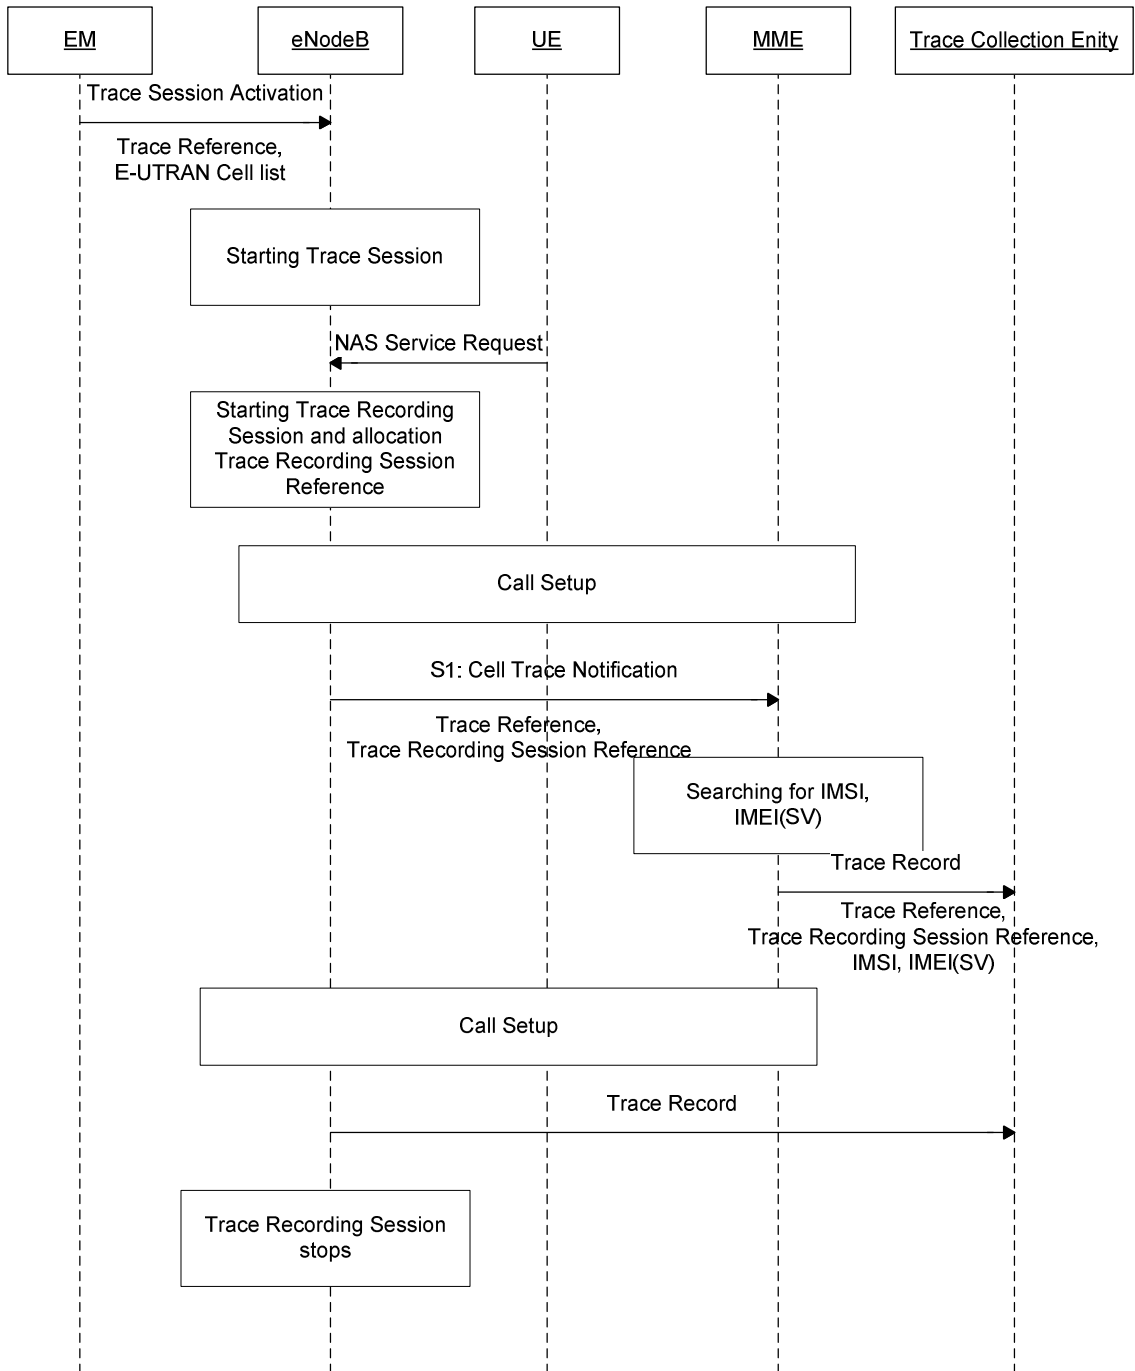 EM
eNodeB
UE
MME
Trace Collection Enity
Trace Session Activation
Trace Reference,
E-UTRAN Cell list
Starting Trace Session
NAS Service Request
Starting Trace Recording
Session and allocation
Trace Recording Session
Reference
Call Setup
S1: Cell Trace Notification
Trace Reference,
Trace Recording Session Reference
Searching for IMSI,
IMEI(SV)
Trace Record
Trace Reference,
Trace Recording Session Reference,
IMSI, IMEI(SV)
Call Setup
Trace Record
Trace Recording Session
stops